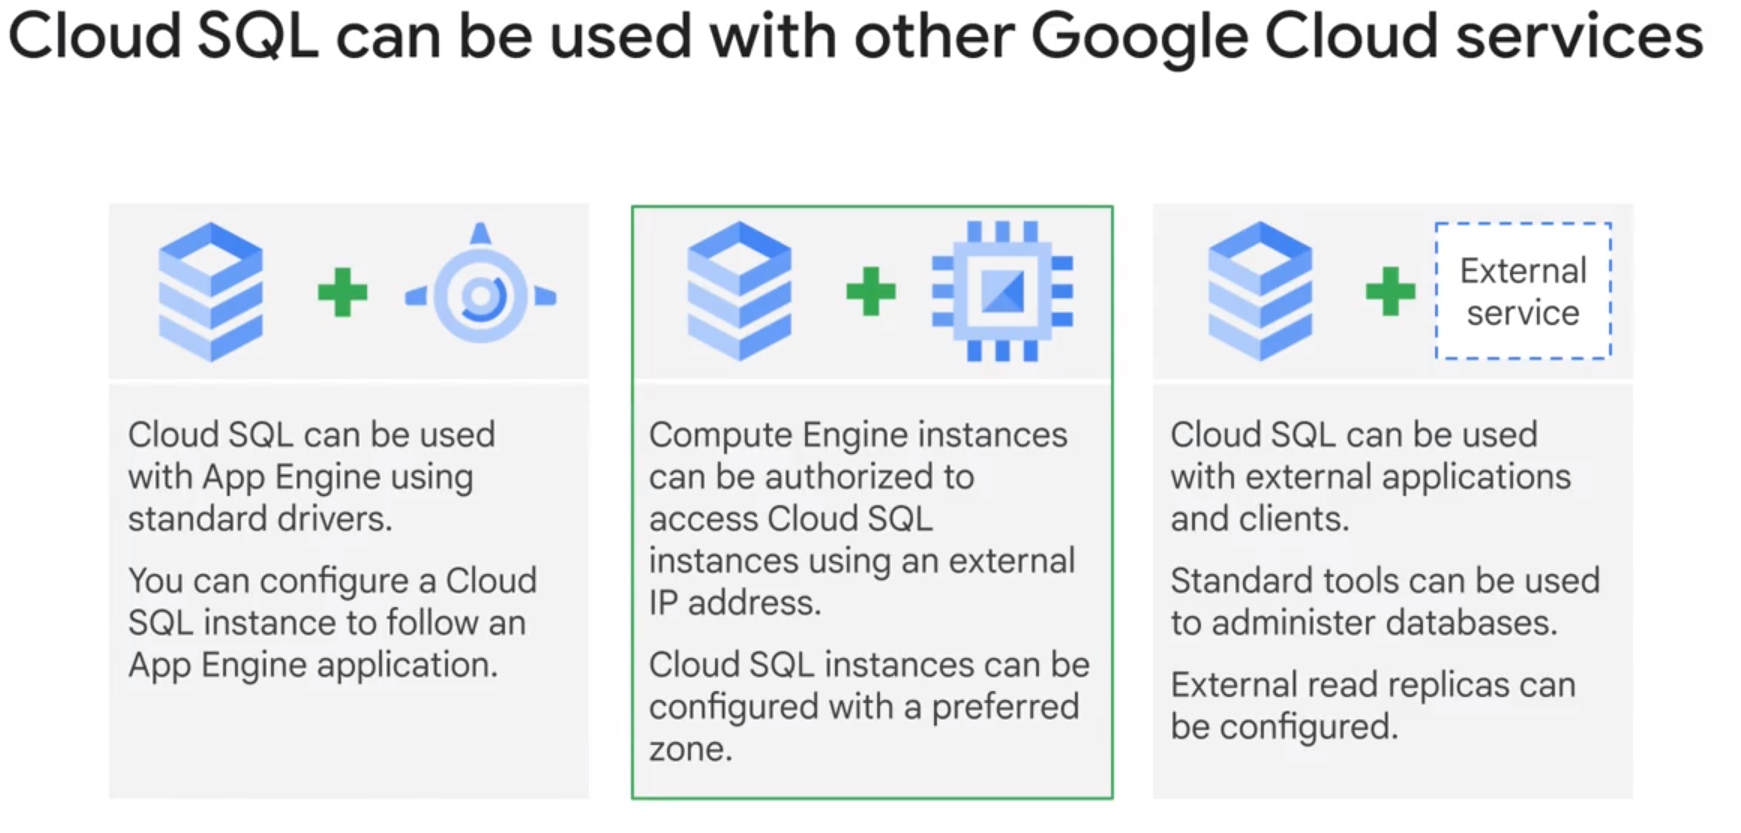 Cloud SQL can be used with other Google Cloud services
Cloud SQL can be used
with App Engine using
standard drivers.
You can configure a Cloud
SQL instance to follow an
App Engine application.
Compute Engine instances
can be authorized to
access Cloud SQL
instances using an external
IP address.
Cloud SQL instances can be
configured with a preferred
zone.
External
service
Cloud SQL can be used
with external applications
and clients.
Standard tools can be used
to administer databases.
External read replicas can
be configured.